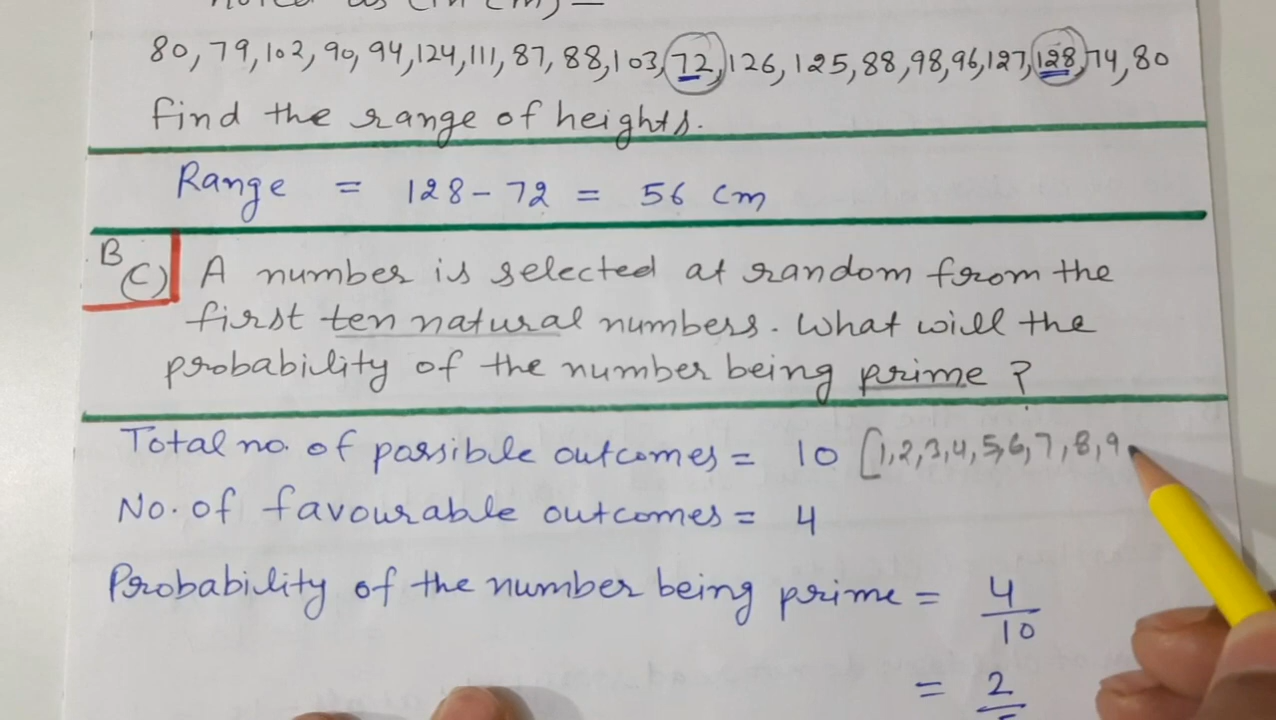 noted as (in cm) –
80, 79, 102, 90, 94, 124, 111, 87, 88, 103, 72, 126, 125, 88, 98, 96, 127, 128, 74, 80
find the range of heights.
Range = 128 - 72 = 56 cm
B
(C) A number is selected at random from the
first ten natural numbers. What will the
probability of the number being prime ?
Total no. of possible outcomes = 10 [1,2,3,4,5,6,7,8,9
No. of favourable outcomes = 4
Probability of the number being prime = 4/10
= 2/